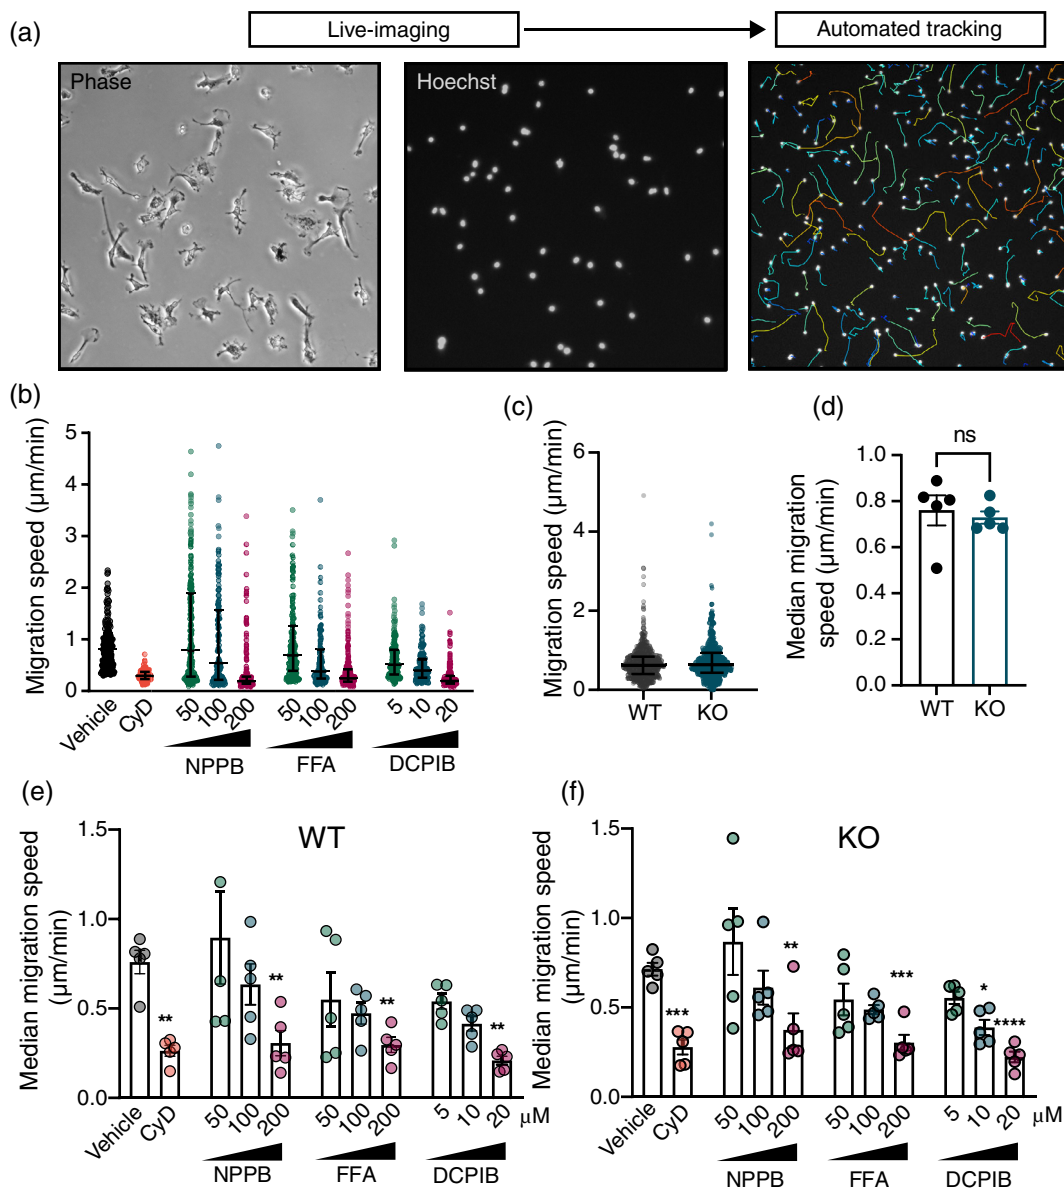 (a)
Live-imaging
Automated tracking
Phase
Hoechst
(b)
Migration speed (μm/min)
5
4
3
2
1
0
Vehicle
CyD
50
100
200
50
100
200
5
10
20
NPPB
FFA
DCPIB
(c)
Migration speed (μm/min)
6
4
2
0
WT
KO
(d)
Median migration
speed (μm/min)
1.0
0.8
0.6
0.4
0.2
0.0
ns
WT
KO
(e)
WT
Median migration speed
(μm/min)
1.5
1.0
0.5
0.0
**
**
**
**
Vehicle
CyD
50
100
200
50
100
200
5
10
20
μM
NPPB
FFA
DCPIB
(f)
KO
Median migration speed
(μm/min)
1.5
1.0
0.5
0.0
***
**
***
*
****
Vehicle
CyD
50
100
200
50
100
200
5
10
20
NPPB
FFA
DCPIB